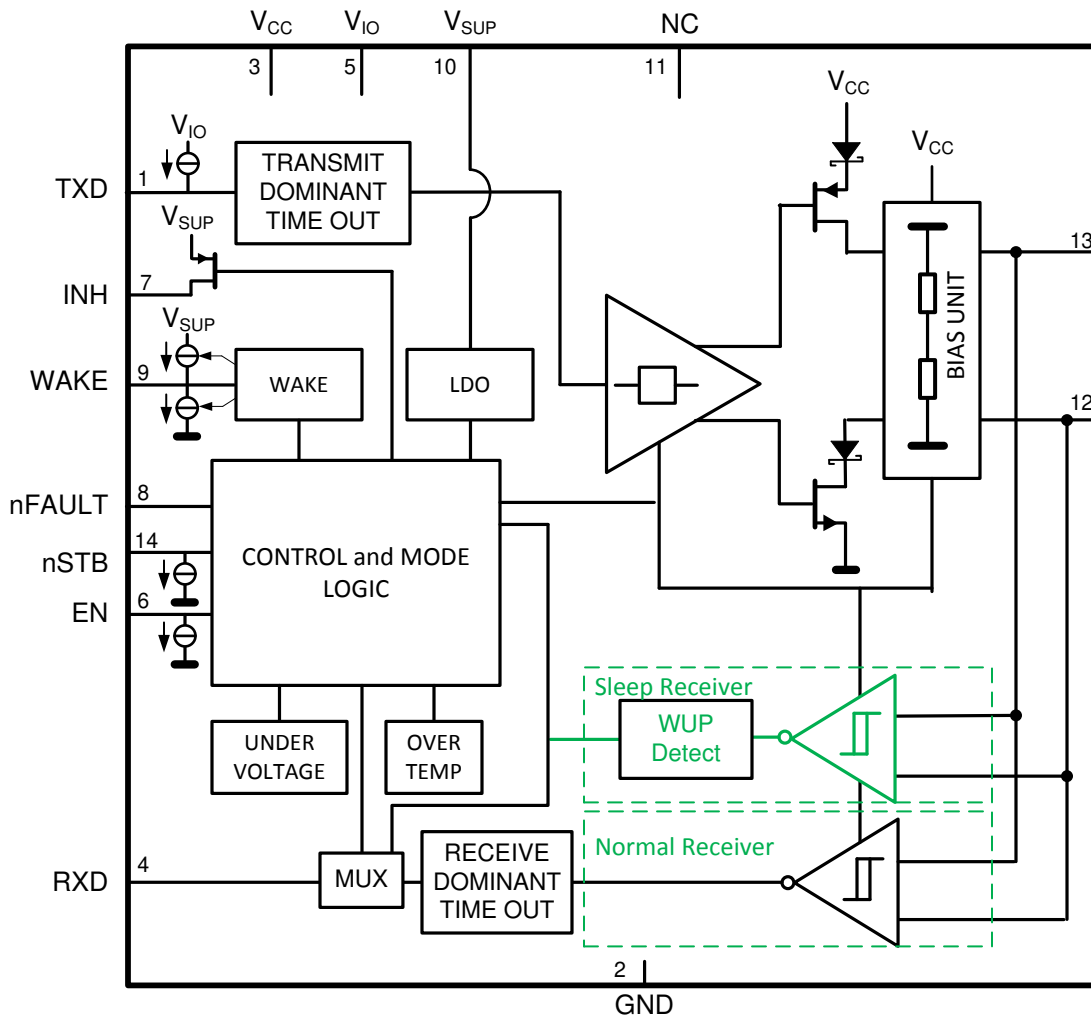 VCC
VIO
VSUP
NC
3
5
10
11
VCC
VIO
VCC
TXD
1
TRANSMIT
DOMINANT
TIME OUT
VSUP
13
INH
7
BIAS UNIT
VSUP
WAKE
9
WAKE
LDO
12
nFAULT
8
nSTB
14
CONTROL and MODE
LOGIC
EN
6
Sleep Receiver
WUP
Detect
UNDER
VOLTAGE
OVER
TEMP
Normal Receiver
RXD
4
MUX
RECEIVE
DOMINANT
TIME OUT
2
GND